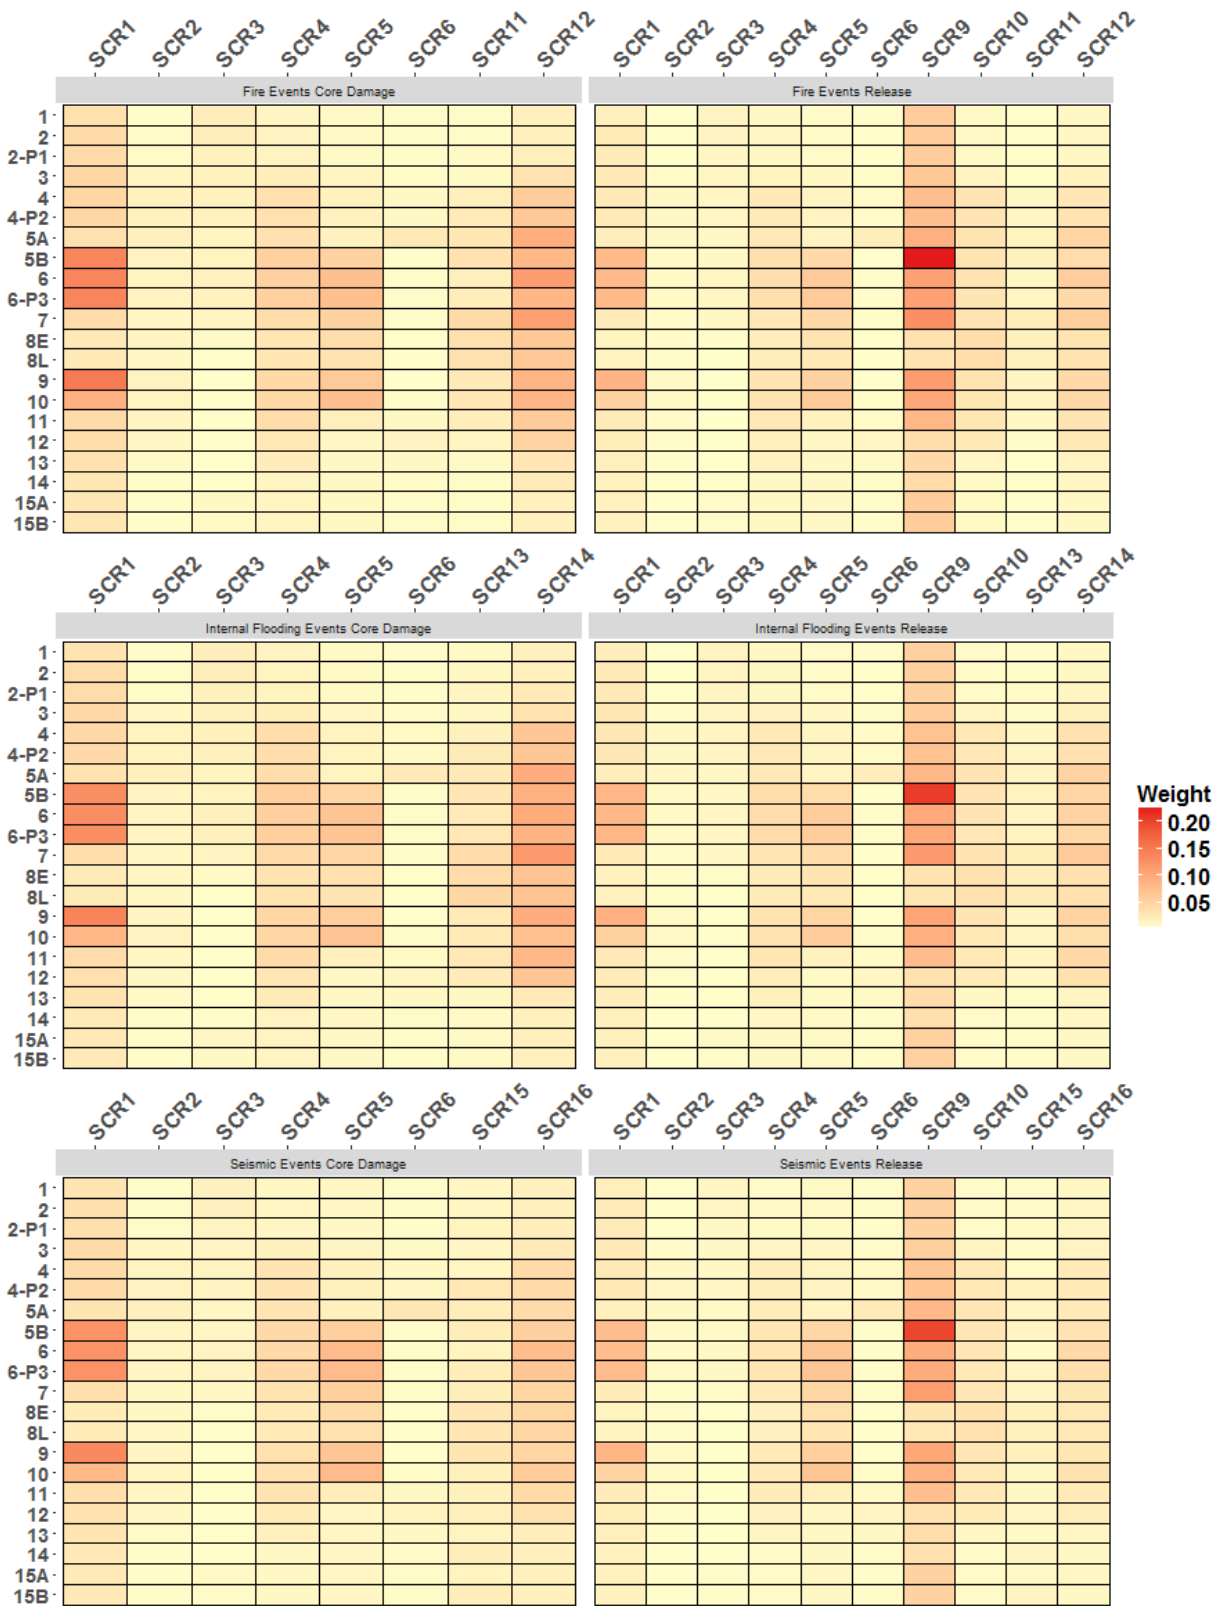 SCR1 SCR2 SCR3 SCR4 SCR5 SCR6 SCR11 SCR12 SCR1 SCR2 SCR3 SCR4 SCR5 SCR6 SCR9 SCR10 SCR11 SCR12
Fire Events Core Damage Fire Events Release
1
2
2-P1
3
4
4-P2
5A
5B
6
6-P3
7
8E
8L
9
10
11
12
13
14
15A
15B
SCR1 SCR2 SCR3 SCR4 SCR5 SCR6 SCR13 SCR14 SCR1 SCR2 SCR3 SCR4 SCR5 SCR6 SCR9 SCR10 SCR13 SCR14
Internal Flooding Events Core Damage Internal Flooding Events Release
1
2
2-P1
3
4
4-P2
5A
5B
6
6-P3
7
8E
8L
9
10
11
12
13
14
15A
15B
Weight
0.20
0.15
0.10
0.05
SCR1 SCR2 SCR3 SCR4 SCR5 SCR6 SCR15 SCR16 SCR1 SCR2 SCR3 SCR4 SCR5 SCR6 SCR9 SCR10 SCR15 SCR16
Seismic Events Core Damage Seismic Events Release
1
2
2-P1
3
4
4-P2
5A
5B
6
6-P3
7
8E
8L
9
10
11
12
13
14
15A
15B